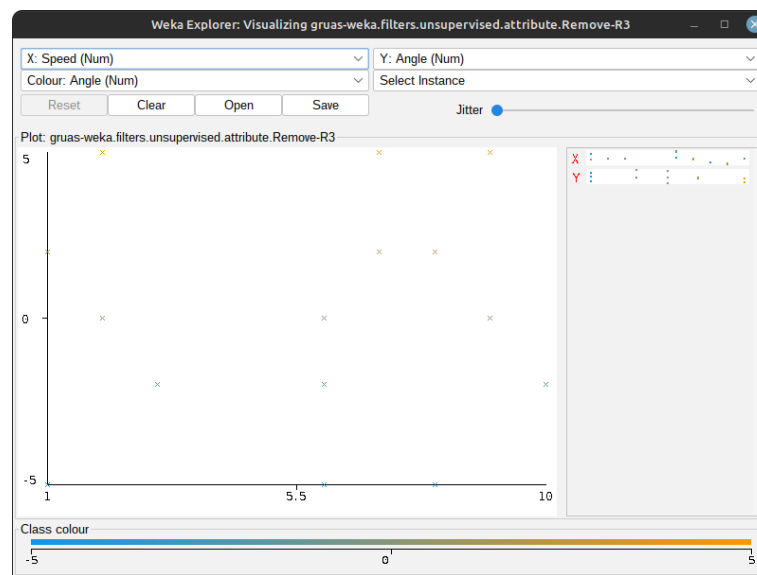 Weka Explorer: Visualizing gruas-weka.filters.unsupervised.attribute.Remove-R3
X: Speed (Num) Y: Angle (Num)
Colour: Angle (Num) Select Instance
Reset Clear Open Save Jitter
Plot: gruas-weka.filters.unsupervised.attribute.Remove-R3
5
X
Y
0
-5
1 5.5 10
Class colour
-5 0 5